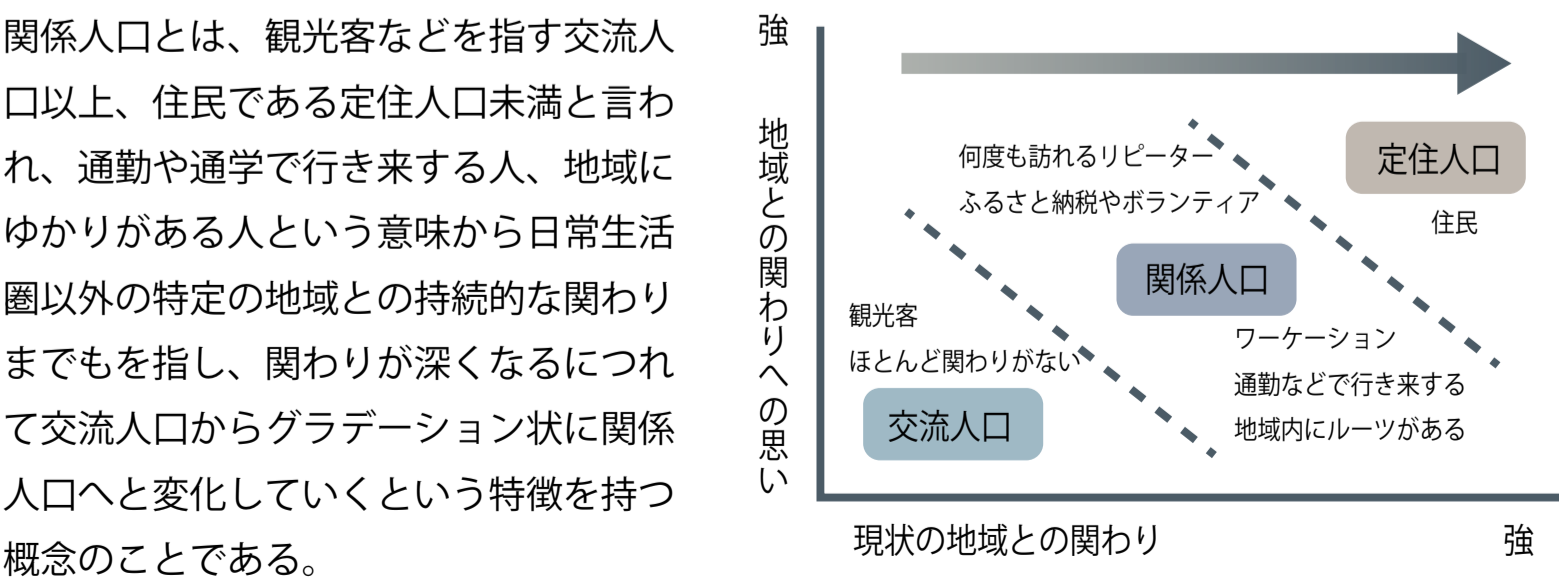 関係人口とは、観光客などを指す交流人
口以上、住民である定住人口未満と言わ
れ、通勤や通学で行き来する人、地域に
ゆかりがある人という意味から日常生活
圏以外の特定の地域との持続的な関わり
までもを指し、関わりが深くなるにつれ
て交流人口からグラデーション状に関係
人口へと変化していくという特徴を持つ
概念のことである。
強
地域との関わりへの思い
何度も訪れるリピーター
ふるさと納税やボランティア
定住人口
住民
関係人口
観光客
ほとんど関わりがない
交流人口
ワーケーション
通勤などで行き来する
地域内にルーツがある
現状の地域との関わり
強